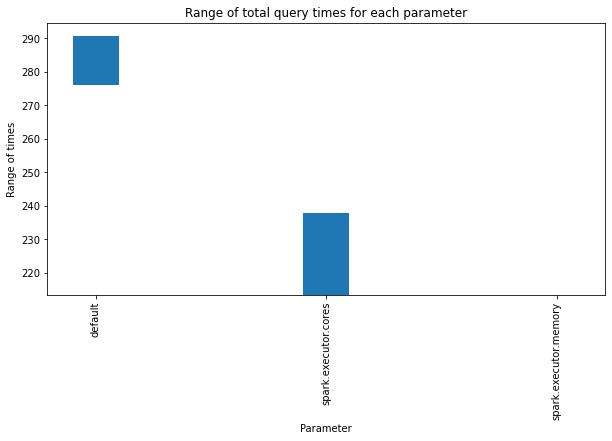 Range of total query times for each parameter
Range of times
290
280
270
260
250
240
230
220
default
spark.executor.cores
spark.executor.memory
Parameter